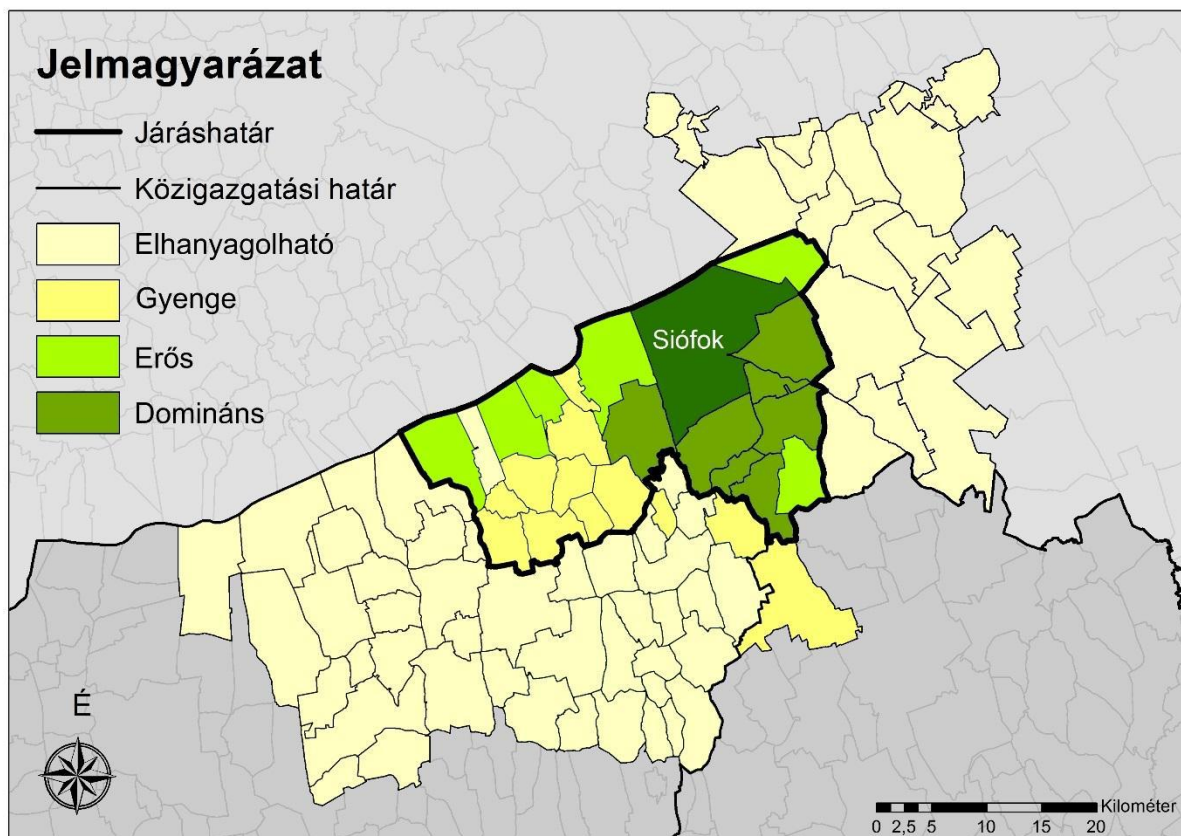 Jelmagyarázat
Járáshatár
Közigazgatási határ
Elhanyagolható
Gyenge
Erős
Domináns
Siófok
É
Kilométer
0 2,5 5 10 15 20